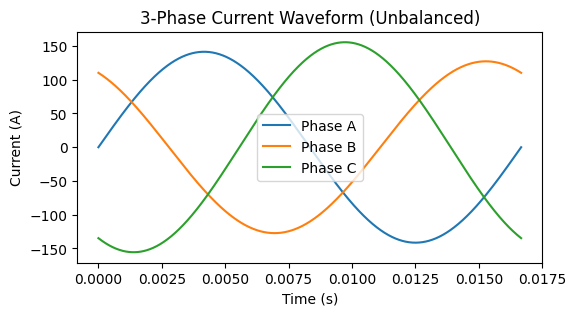 3-Phase Current Waveform (Unbalanced)
Current (A)
150
100
50
0
−50
−100
−150
Phase A
Phase B
Phase C
0.0000 0.0025 0.0050 0.0075 0.0100 0.0125 0.0150 0.0175
Time (s)